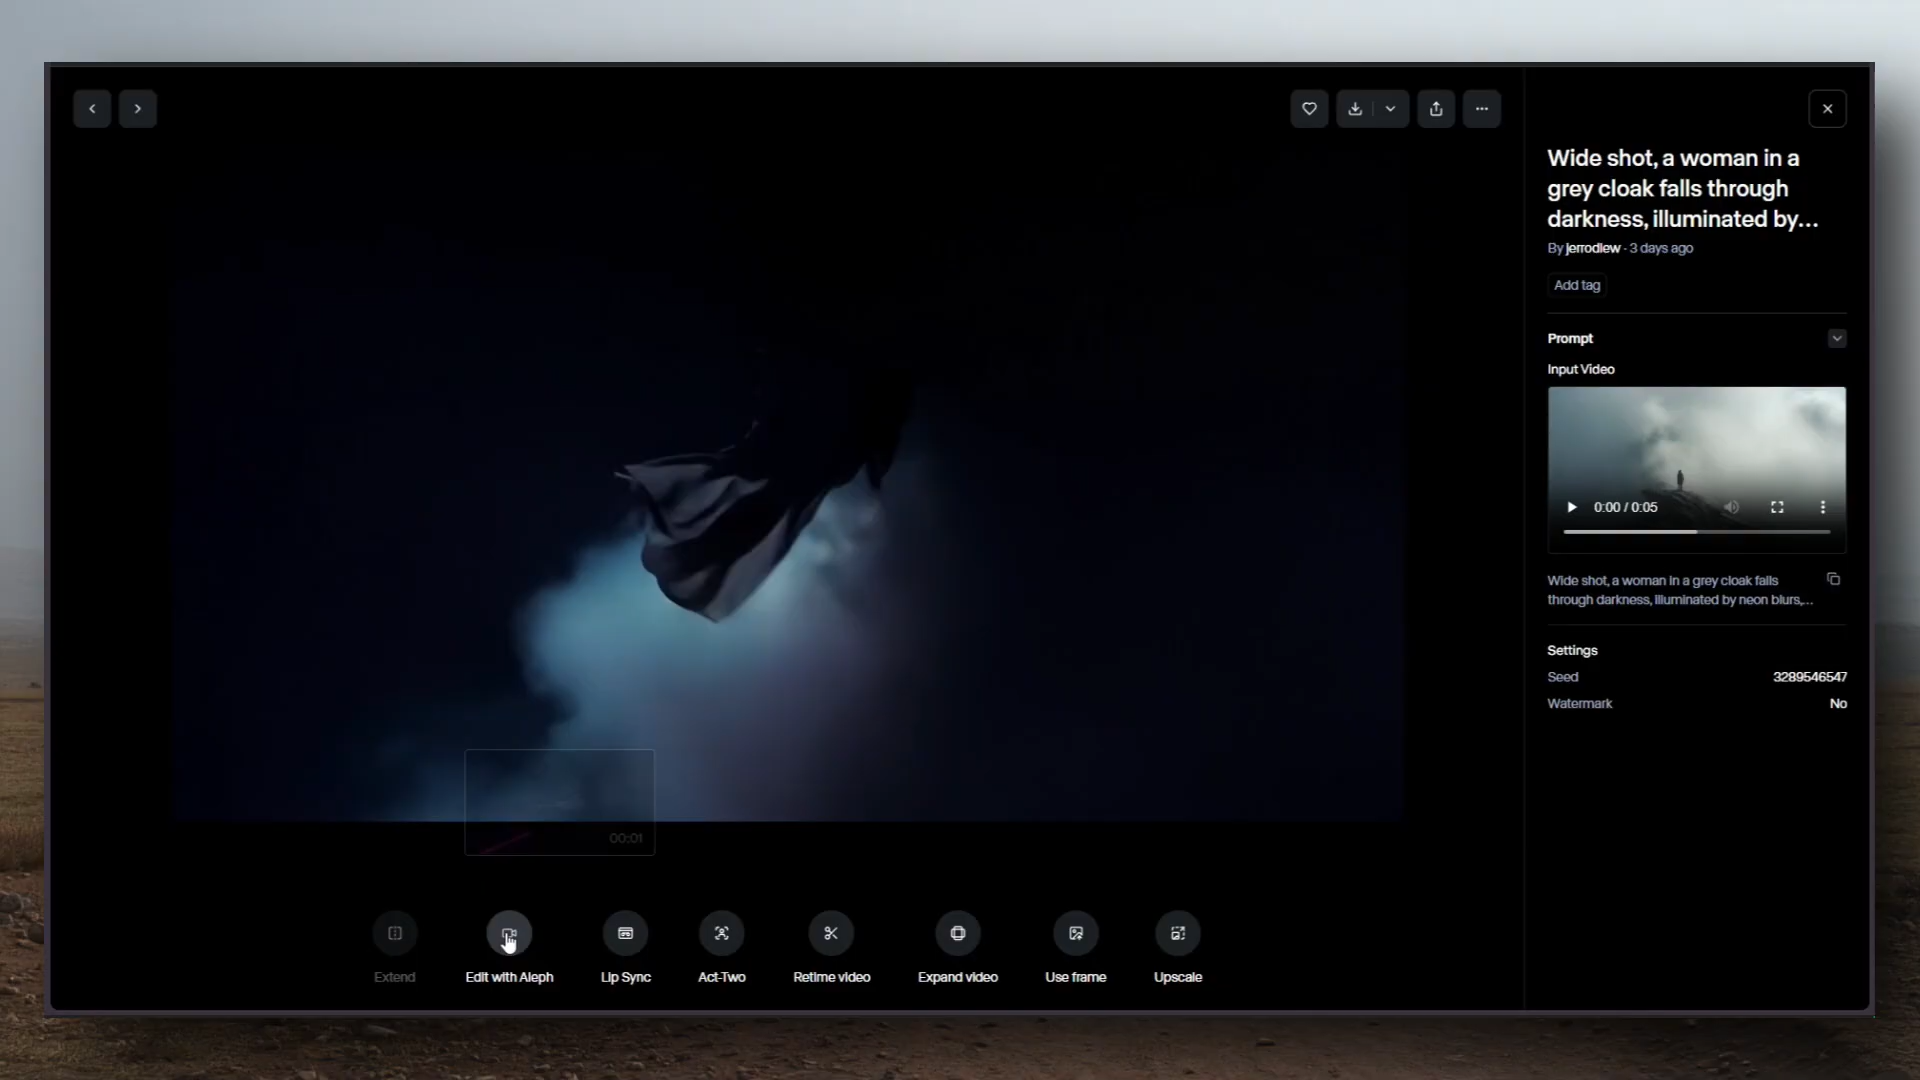 Wide shot, a woman in a
grey cloak falls through
darkness, illuminated by...
By jerrodlew · 3 days ago
Add tag
Prompt
Input Video
0:00 / 0:05
Wide shot, a woman in a grey cloak falls
through darkness, illuminated by neon blurs,...
Settings
Seed 3289546547
Watermark No
00:01
Extend Edit with Aleph Lip Sync Act-Two Retime video Expand video Use frame Upscale